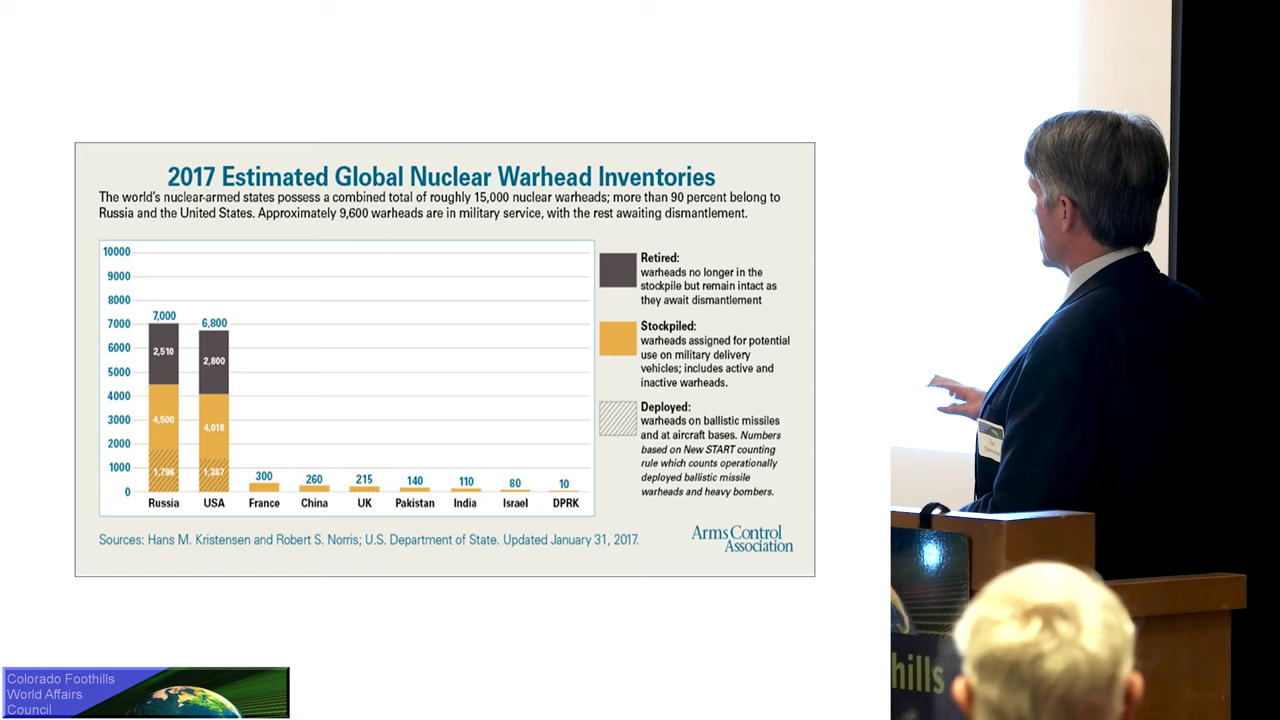 2017 Estimated Global Nuclear Warhead Inventories
The world's nuclear-armed states possess a combined total of roughly 15,000 nuclear warheads; more than 90 percent belong to
Russia and the United States. Approximately 9,600 warheads are in military service, with the rest awaiting dismantlement.
10000
9000
8000
7000
6000
5000
4000
3000
2000
1000
0
7,000
2,510
4,500
1,796
6,800
2,800
4,018
1,367
300
260
215
140
110
80
10
Russia
USA
France
China
UK
Pakistan
India
Israel
DPRK
Retired:
warheads no longer in the
stockpile but remain intact as
they await dismantlement
Stockpiled:
warheads assigned for potential
use on military delivery
vehicles; includes active and
inactive warheads.
Deployed:
warheads on ballistic missiles
and at aircraft bases. Numbers
based on New START counting
rule which counts operationally
deployed ballistic missile
warheads and heavy bombers.
Sources: Hans M. Kristensen and Robert S. Norris; U.S. Department of State. Updated January 31, 2017.
Arms Control
Association
hills
Colorado Foothills
World Affairs
Council